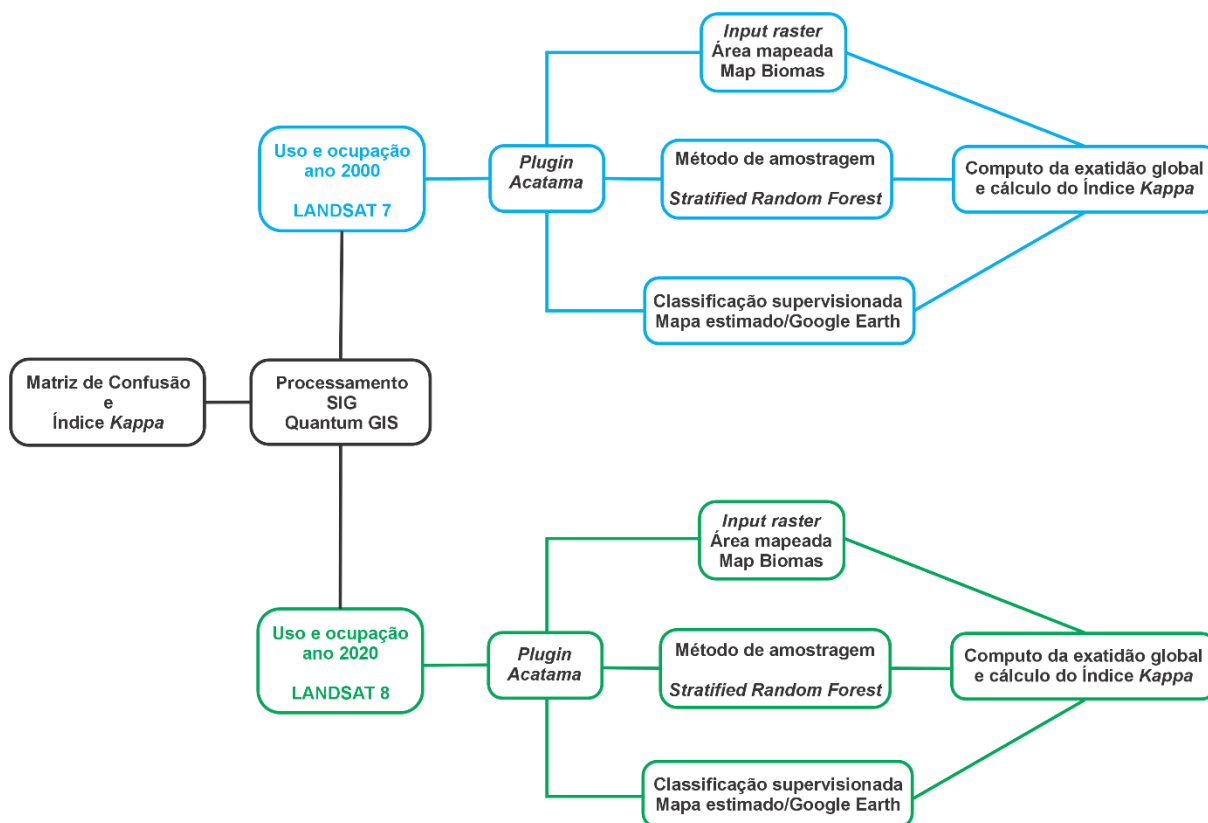 Matriz de Confusão
e
Índice Kappa
Processamento
SIG
Quantum GIS
Uso e ocupação
ano 2000
LANDSAT 7
Plugin
Acatama
Input raster
Área mapeada
Map Biomas
Método de amostragem
Stratified Random Forest
Classificação supervisionada
Mapa estimado/Google Earth
Computo da exatidão global
e cálculo do Índice Kappa
Uso e ocupação
ano 2020
LANDSAT 8
Plugin
Acatama
Input raster
Área mapeada
Map Biomas
Método de amostragem
Stratified Random Forest
Classificação supervisionada
Mapa estimado/Google Earth
Computo da exatidão global
e cálculo do Índice Kappa